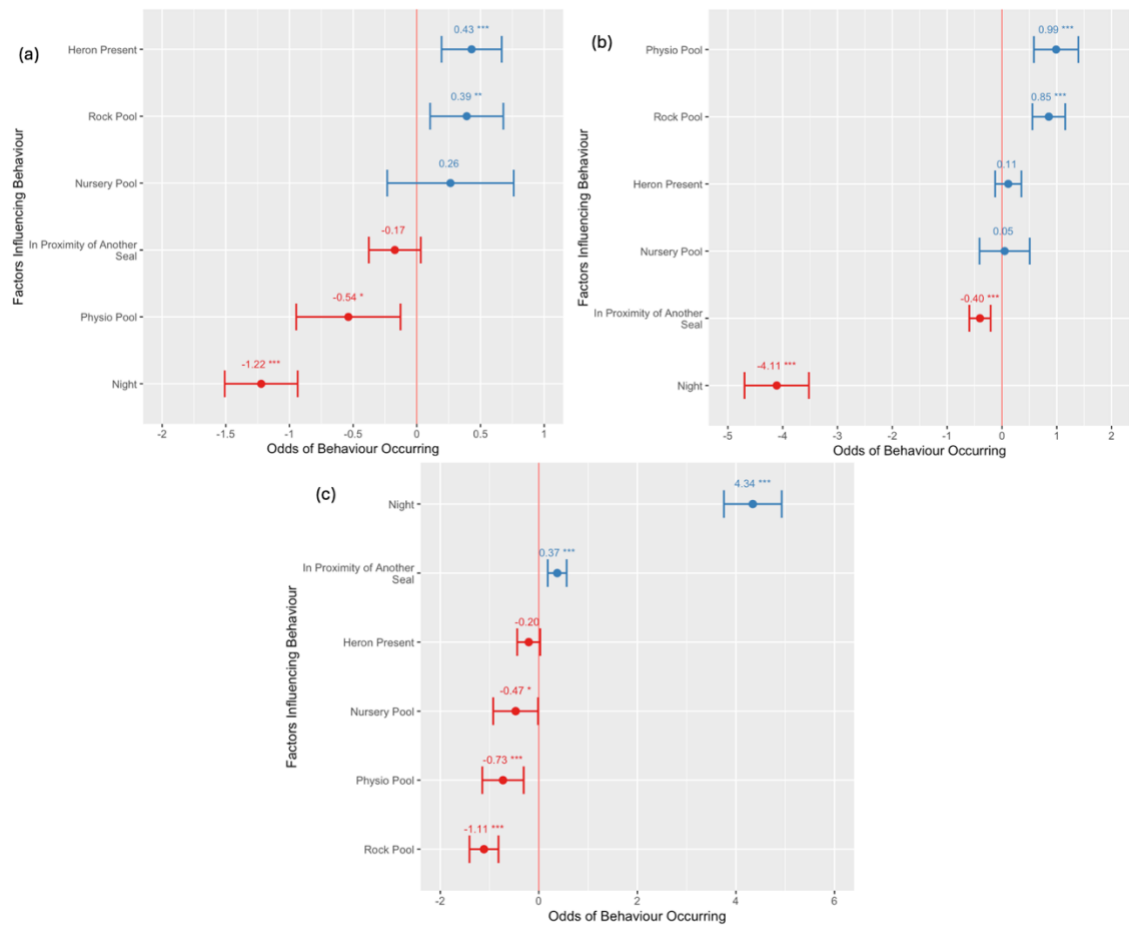 (a)
Factors Influencing Behaviour
Heron Present
0.43 ***
Rock Pool
0.39 **
Nursery Pool
0.26
In Proximity of Another
Seal
-0.17
Physio Pool
-0.54 *
Night
-1.22 ***
-2 -1.5 -1 -0.5 0 0.5 1
Odds of Behaviour Occurring
(b)
Factors Influencing Behaviour
Physio Pool
0.99 ***
Rock Pool
0.85 ***
Heron Present
0.11
Nursery Pool
0.05
In Proximity of Another
Seal
-0.40 ***
Night
-4.11 ***
-5 -4 -3 -2 -1 0 1 2
Odds of Behaviour Occurring
(c)
Factors Influencing Behaviour
Night
4.34 ***
In Proximity of Another
Seal
0.37 ***
Heron Present
-0.20
Nursery Pool
-0.47 *
Physio Pool
-0.73 ***
Rock Pool
-1.11 ***
-2 0 2 4 6
Odds of Behaviour Occurring